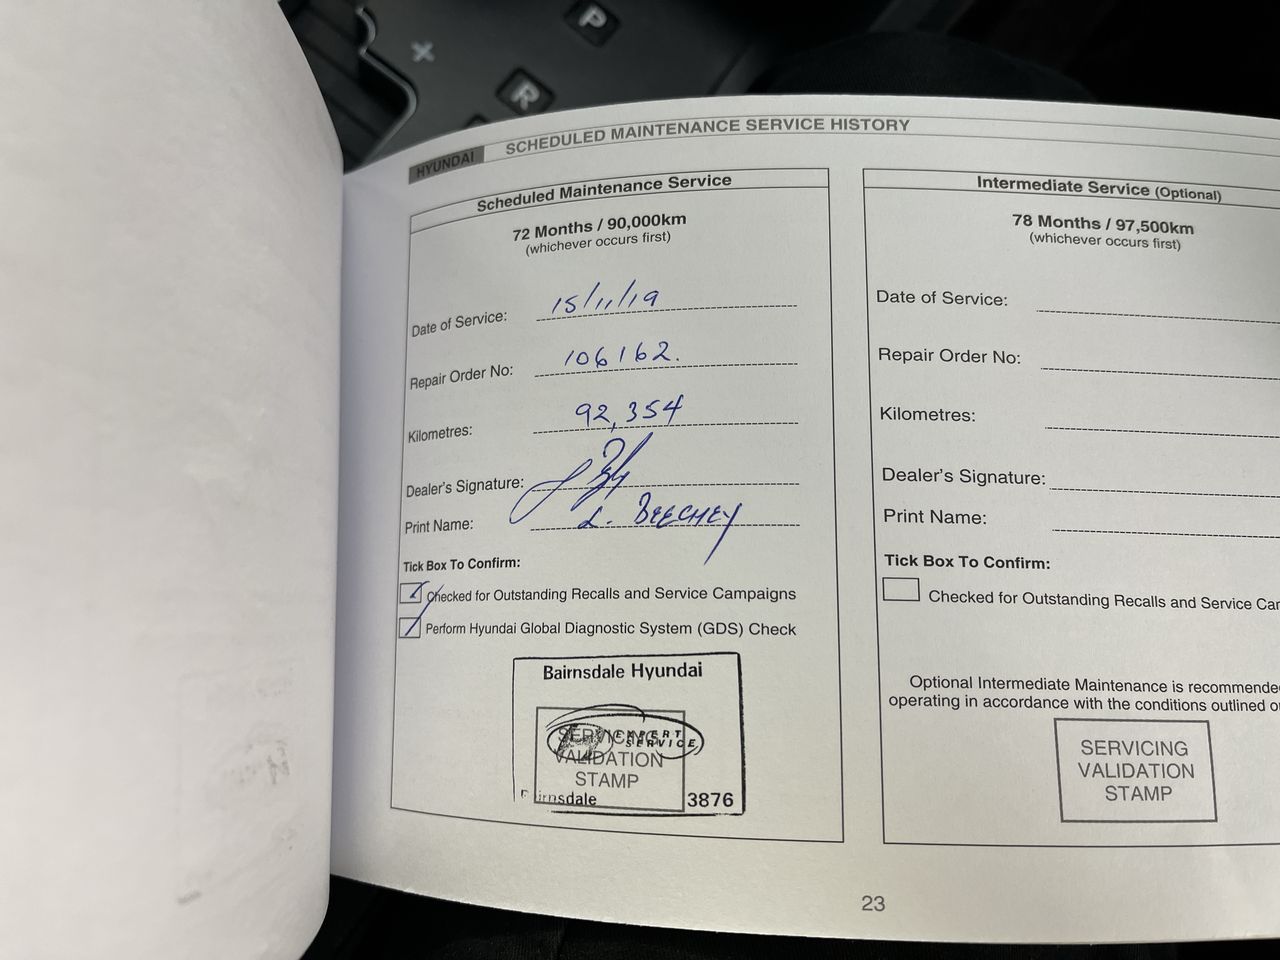 P
+
R
HYUNDAI
SCHEDULED MAINTENANCE SERVICE HISTORY
Scheduled Maintenance Service
72 Months / 90,000km
(whichever occurs first)
Date of Service: 15/11/19
Repair Order No: 106162.
Kilometres: 92,354
Dealer's Signature:
Print Name: L. BEECHEY
Tick Box To Confirm:
Checked for Outstanding Recalls and Service Campaigns
Perform Hyundai Global Diagnostic System (GDS) Check
Bairnsdale Hyundai
EXPERT
SERVICE
SERVICING
VALIDATION
STAMP
Bairnsdale 3876
Intermediate Service (Optional)
78 Months / 97,500km
(whichever occurs first)
Date of Service:
Repair Order No:
Kilometres:
Dealer's Signature:
Print Name:
Tick Box To Confirm:
Checked for Outstanding Recalls and Service
Optional Intermediate Maintenance is
operating in accordance with the conditions outlined
SERVICING
VALIDATION
STAMP
23